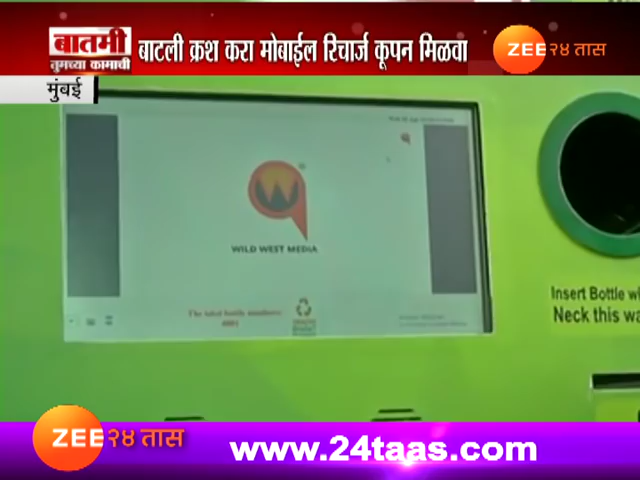 बातमी
तुमच्या कामाची
बाटली क्रश करा मोबाईल रिचार्ज कूपन मिळवा
ZEE २४ तास
मुंबई
WILD WEST MEDIA
Insert Bottle wi
Neck this wa
ZEE २४ तास
www.24taas.com